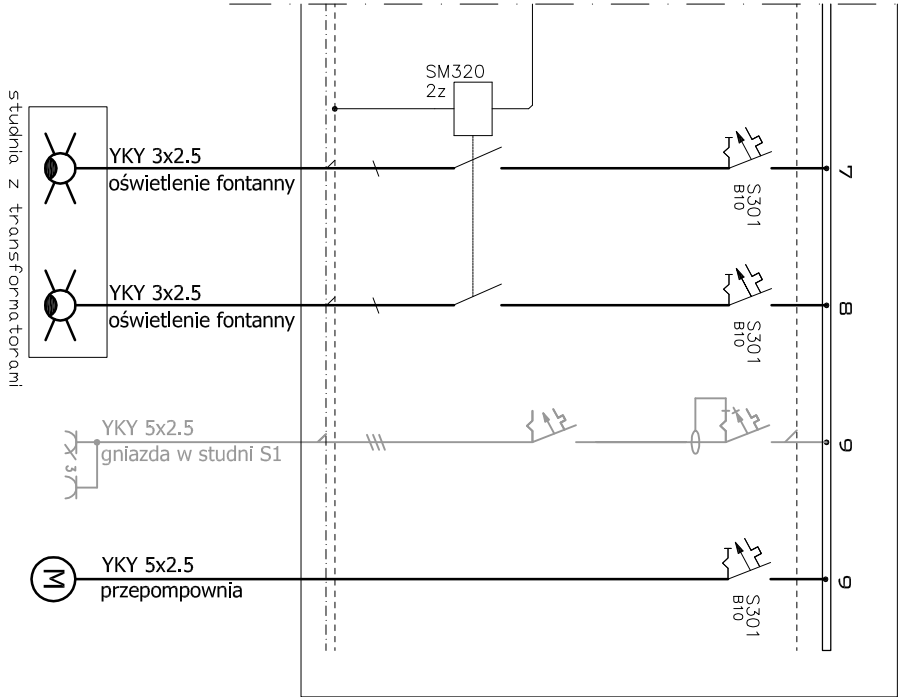 SM320
2z
studnia z transformatorami
YKY 3x2.5
oświetlenie fontanny
S301
B10
7
YKY 3x2.5
oświetlenie fontanny
S301
B10
8
YKY 5x2.5
gniazda w studni S1
3
9
M
YKY 5x2.5
przepompownia
S301
B10
9